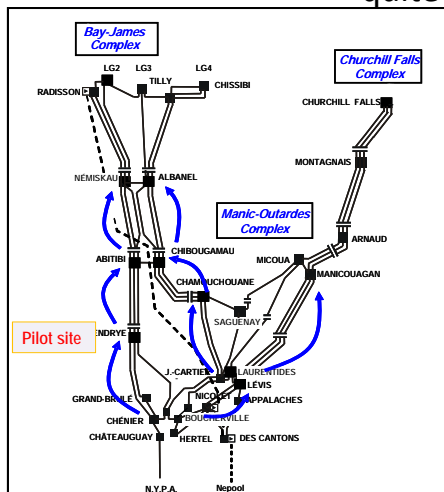 Bay-James
Complex
Churchill Falls
Complex
LG2
LG3
LG4
TILLY
RADISSON
CHISSIBI
CHURCHILL FALLS
MONTAGNAIS
NÉMISKAU
ALBANEL
Manic-Outardes
Complex
ARNAUD
MICOUA
CHIBOUGAMAU
ABITIBI
MANICOUAGAN
CHAMOUCHOUANE
SAGUENAY
Pilot site
ENDRYE
J.-CARTIER
LAURENTIDES
LÉVIS
GRAND-BRULÉ
NICOLET
APPALACHES
BOUCHERVILLE
CHÉNIER
CHÂTEAUGUAY
HERTEL
DES CANTONS
N.Y.P.A.
Nepool